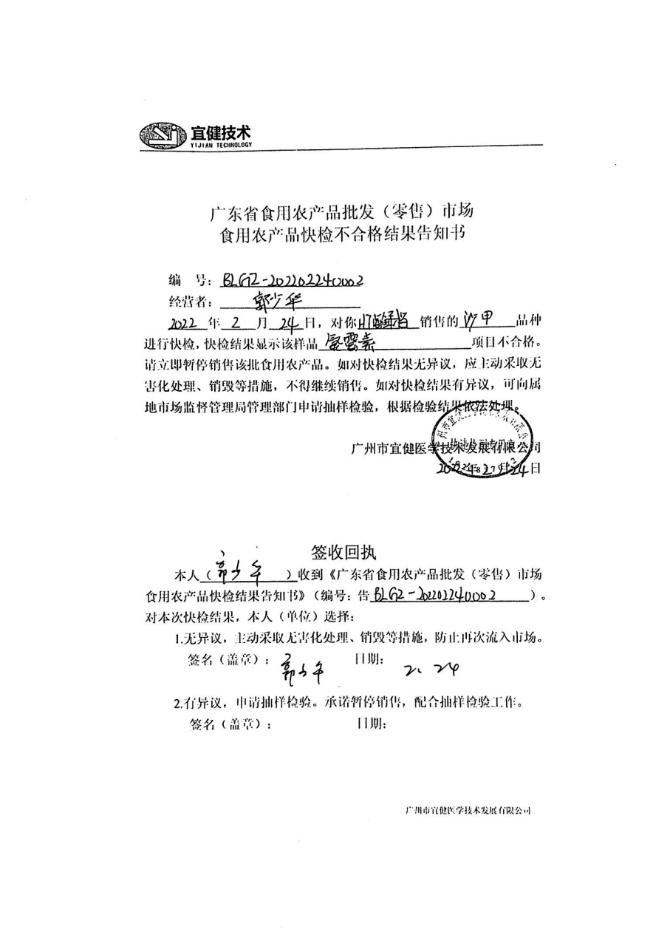 宜健技术
YIJIAN TECHNOLOGY
广东省食用农产品批发（零售）市场
食用农产品快检不合格结果告知书
编 号：BLGZ-202202240002
经营者：郭少华
2022 年 2 月 24 日，对你 销售的 沙甲 品种
进行快检，快检结果显示该样品 氯霉素 项目不合格。
请立即暂停销售该批食用农产品。如对快检结果无异议，应主动采取无
害化处理、销毁等措施，不得继续销售。如对快检结果有异议，可向属
地市场监督管理局管理部门申请抽样检验，根据检验结果依法处理。
广州市宜健医学技术发展有限公司
2022年2月24日
签收回执
本人（郭少华）收到《广东省食用农产品批发（零售）市场
食用农产品快检不合格结果告知书》（编号：告BLGZ-202202240002）。
对本次快检结果，本人（单位）选择：
1.无异议，主动采取无害化处理、销毁等措施，防止再次流入市场。
签名（盖章）：郭少华 日期： 2. 24
2.有异议，申请抽样检验。承诺暂停销售，配合抽样检验工作。
签名（盖章）： 日期：
广州市宜健医学技术发展有限公司